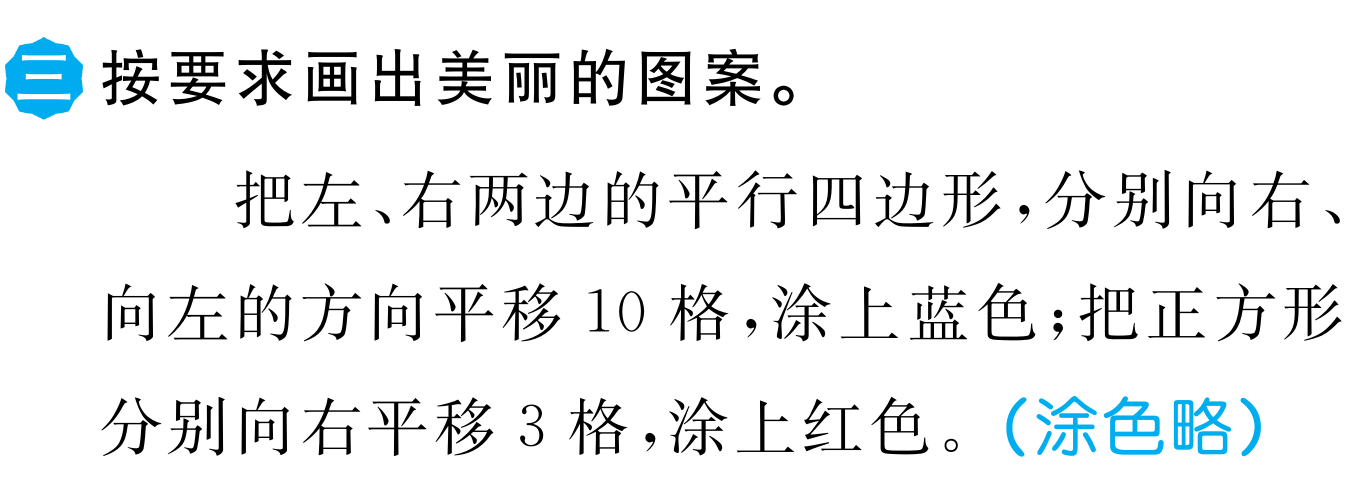 三 按要求画出美丽的图案。
把左、右两边的平行四边形,分别向右、
向左的方向平移 10 格,涂上蓝色;把正方形
分别向右平移 3 格,涂上红色。(涂色略)